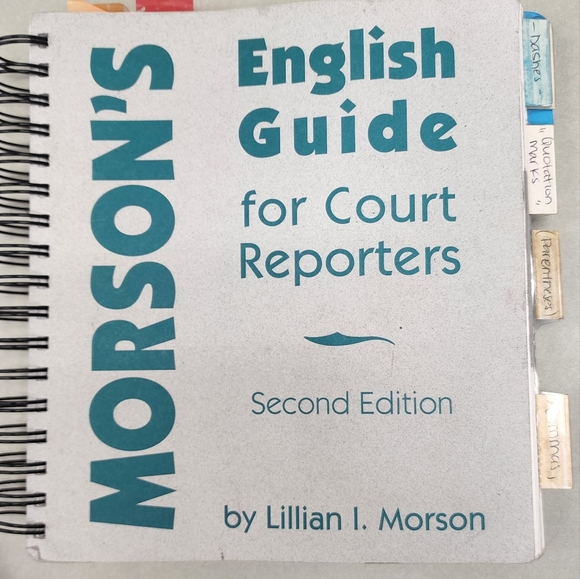 MORSON'S
English
Guide
for Court
Reporters
Second Edition
by Lillian I. Morson
- Dashes -
" Quotation
marks "
(Parentheses)